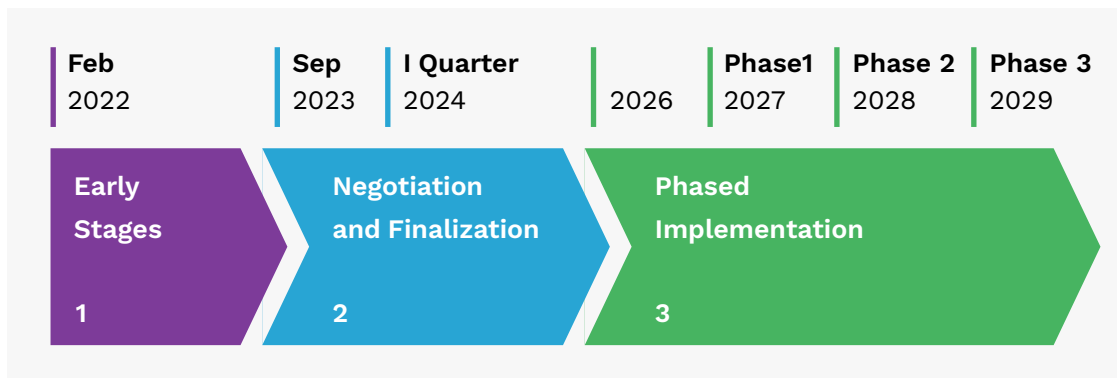 Feb
2022
Sep
2023
I Quarter
2024
2026
Phase1
2027
Phase 2
2028
Phase 3
2029
Early
Stages
1
Negotiation
and Finalization
2
Phased
Implementation
3